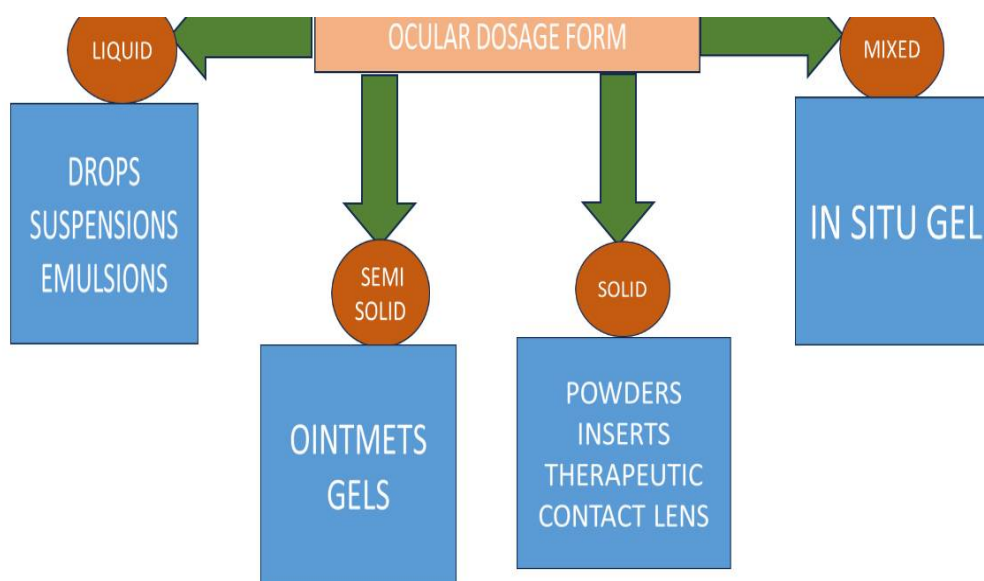 OCULAR DOSAGE FORM
LIQUID
DROPS
SUSPENSIONS
EMULSIONS
SEMI
SOLID
OINTMETS
GELS
SOLID
POWDERS
INSERTS
THERAPEUTIC
CONTACT LENS
MIXED
IN SITU GEL